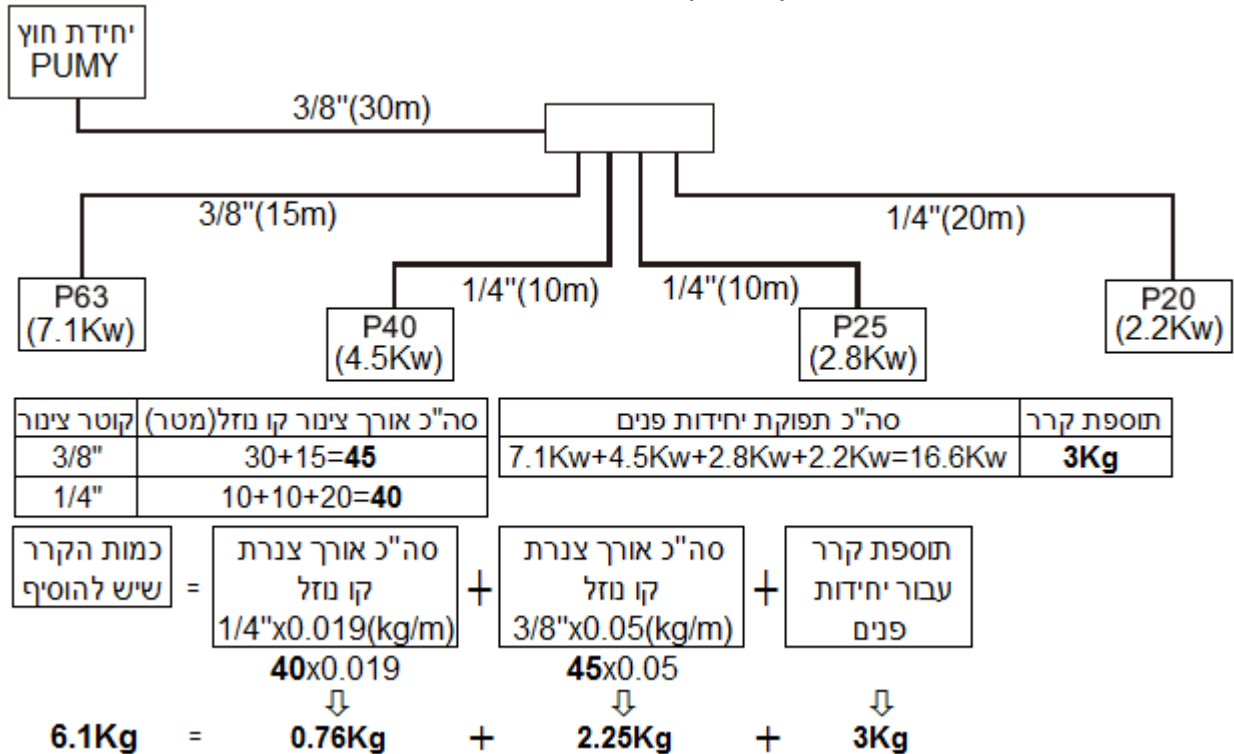 יחידת חוץ
PUMY
3/8"(30m)
3/8"(15m)
1/4"(20m)
1/4"(10m)
1/4"(10m)
P63
(7.1Kw)
P40
(4.5Kw)
P25
(2.8Kw)
P20
(2.2Kw)
קוטר צינור סה"כ אורך צינור קו נוזל(מטר)
3/8" 30+15=45
1/4" 10+10+20=40
סה"כ תפוקת יחידות פנים תוספת קרר
7.1Kw+4.5Kw+2.8Kw+2.2Kw=16.6Kw 3Kg
כמות הקרר
שיש להוסיף
=
סה"כ אורך צנרת
קו נוזל
1/4"x0.019(kg/m)
+
סה"כ אורך צנרת
קו נוזל
3/8"x0.05(kg/m)
+
תוספת קרר
עבור יחידות
פנים
40x0.019 45x0.05
⇩ ⇩ ⇩
6.1Kg = 0.76Kg + 2.25Kg + 3Kg